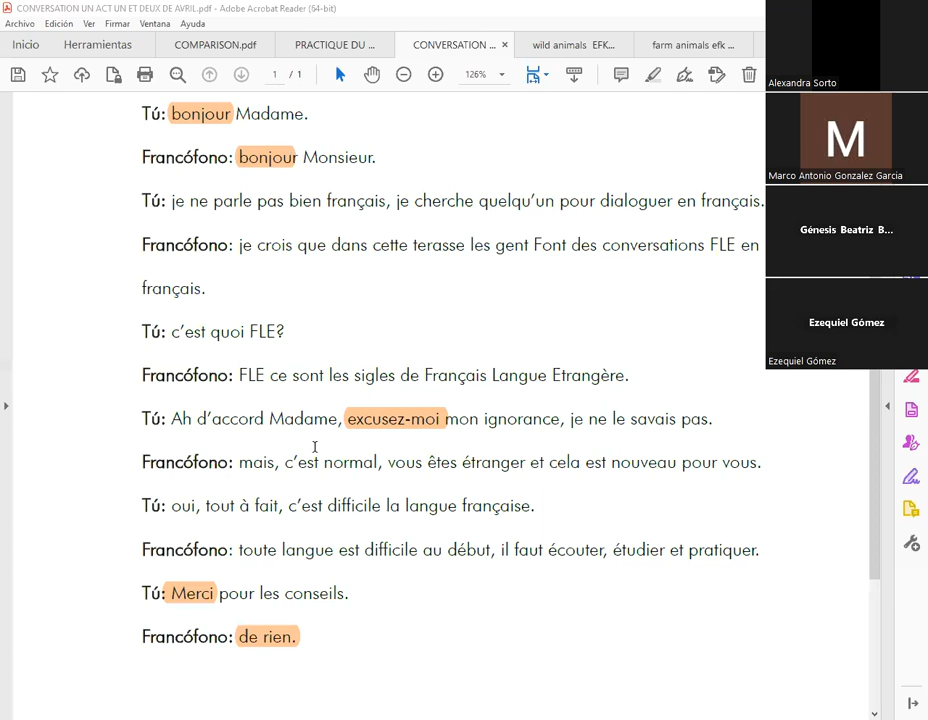 CONVERSATION UN ACT UN ET DEUX DE AVRIL.pdf - Adobe Acrobat Reader (64-bit)
Archivo Edición Ver Firmar Ventana Ayuda
Inicio Herramientas COMPARISON.pdf PRACTIQUE DU ... CONVERSATION ... × wild animals EFK... farm animals efk ...
1 / 1 126%
Tú: bonjour Madame.
Francófono: bonjour Monsieur.
Tú: je ne parle pas bien français, je cherche quelqu'un pour dialoguer en français.
Francófono: je crois que dans cette terasse les gent Font des conversations FLE en
français.
Tú: c'est quoi FLE?
Francófono: FLE ce sont les sigles de Français Langue Etrangère.
Tú: Ah d'accord Madame, excusez-moi mon ignorance, je ne le savais pas.
Francófono: mais, c'est normal, vous êtes étranger et cela est nouveau pour vous.
Tú: oui, tout à fait, c'est difficile la langue française.
Francófono: toute langue est difficile au début, il faut écouter, étudier et pratiquer.
Tú: Merci pour les conseils.
Francófono: de rien.
Alexandra Sorto
M
Marco Antonio Gonzalez Garcia
Génesis Beatriz B...
Ezequiel Gómez
Ezequiel Gómez